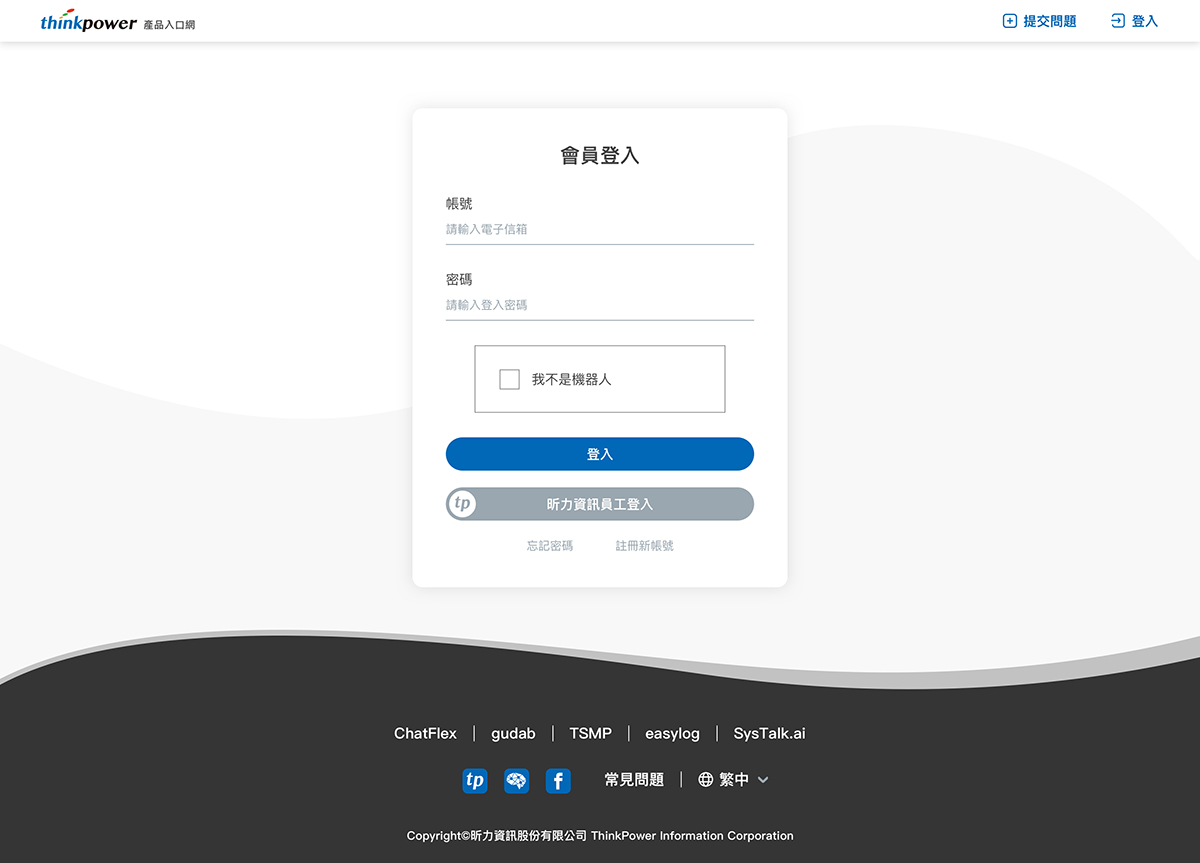 thinkpower 產品入口網
提交問題 登入
會員登入
帳號
請輸入電子信箱
密碼
請輸入登入密碼
我不是機器人
登入
tp 昕力資訊員工登入
忘記密碼 註冊新帳號
ChatFlex | gudab | TSMP | easylog | SysTalk.ai
tp f 常見問題 | 繁中
Copyright©昕力資訊股份有限公司 ThinkPower Information Corporation